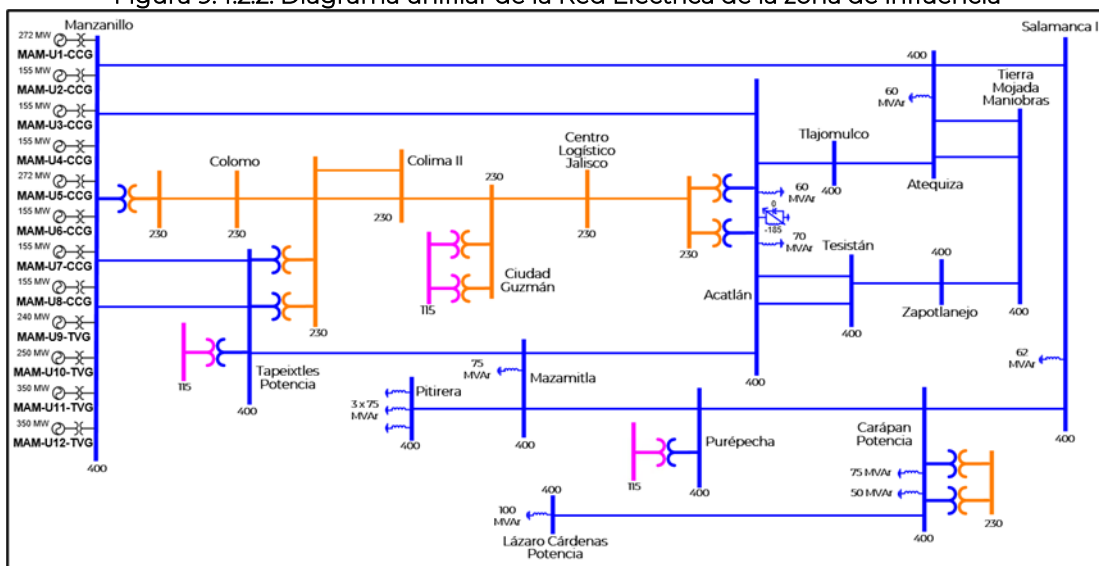 Figura 9.4.2.2. Diagrama unifilar de la Red Eléctrica de la zona de influencia
Manzanillo
Salamanca II
272 MW
MAM-U1-CCG
155 MW
MAM-U2-CCG
155 MW
MAM-U3-CCG
155 MW
MAM-U4-CCG
272 MW
MAM-U5-CCG
155 MW
MAM-U6-CCG
155 MW
MAM-U7-CCG
155 MW
MAM-U8-CCG
240 MW
MAM-U9-TVG
250 MW
MAM-U10-TVG
350 MW
MAM-U11-TVG
350 MW
MAM-U12-TVG
400
230
Colomo
230
230
Colima II
230
230
115
Ciudad
Guzmán
Centro
Logístico
Jalisco
230
230
60
MVAr
0
-185
70
MVAr
Acatlán
400
Tlajomulco
400
400
60
MVAr
Atequiza
Tierra
Mojada
Maniobras
400
Tesistán
400
Zapotlanejo
400
115
Tapeixtles
Potencia
400
75
MVAr
Mazamitla
400
Pitirera
3 x 75
MVAr
400
115
Purépecha
400
Carápan
Potencia
75 MVAr
50 MVAr
400
230
62
MVAr
400
400
100
MVAr
Lázaro Cárdenas
Potencia